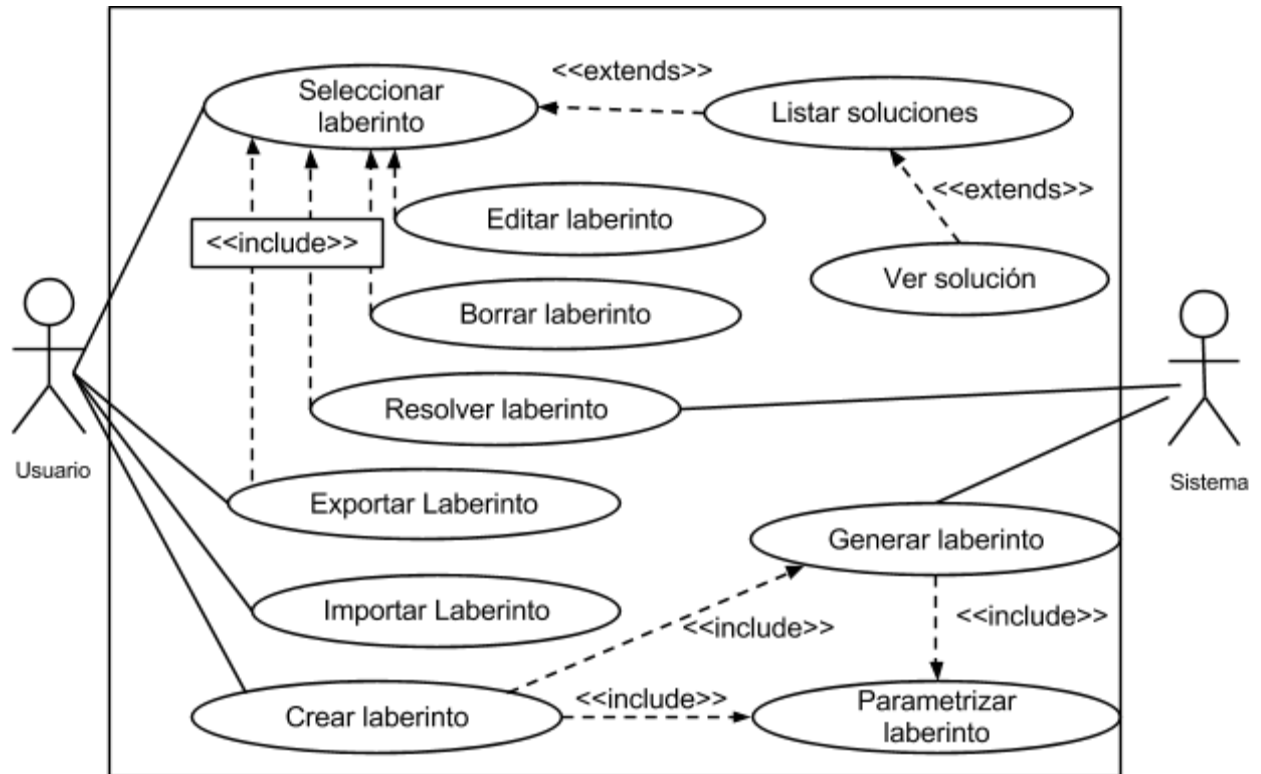 <<extends>>
Seleccionar
laberinto
Listar soluciones
<<extends>>
Editar laberinto
<<include>>
Ver solución
Borrar laberinto
Resolver laberinto
Usuario
Sistema
Exportar Laberinto
Generar laberinto
Importar Laberinto
<<include>>
<<include>>
<<include>>
Crear laberinto
Parametrizar
laberinto